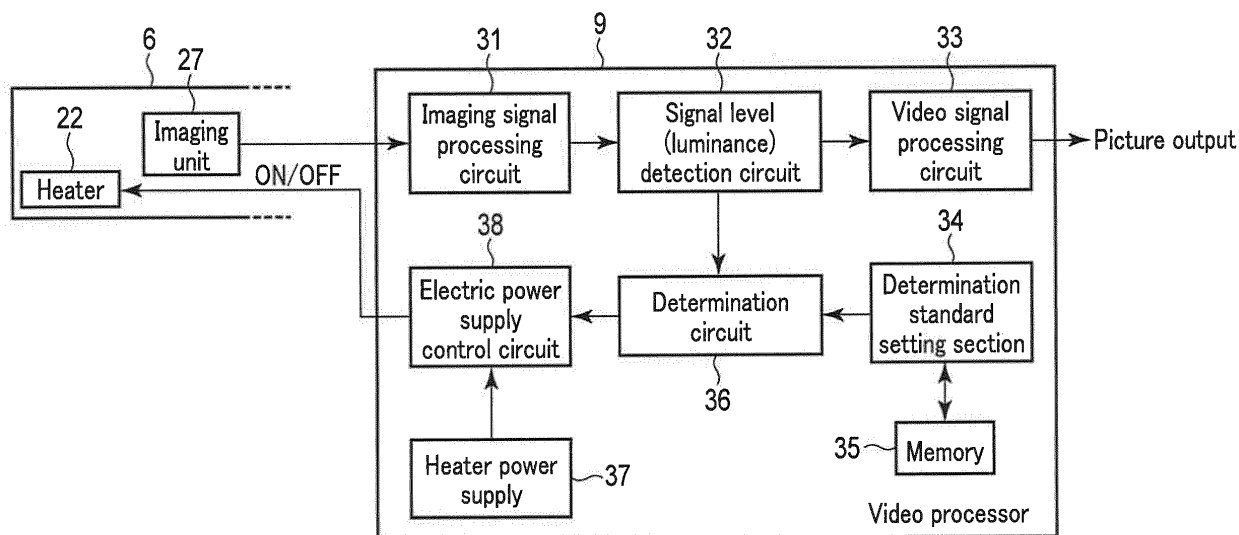 6
27
22
Imaging
unit
Heater
ON/OFF
9
31
32
33
Imaging signal
processing
circuit
Signal level
(luminance)
detection circuit
Video signal
processing
circuit
Picture output
38
34
Electric power
supply
control circuit
Determination
circuit
36
Determination
standard
setting section
Heater power
supply
37
35
Memory
Video processor